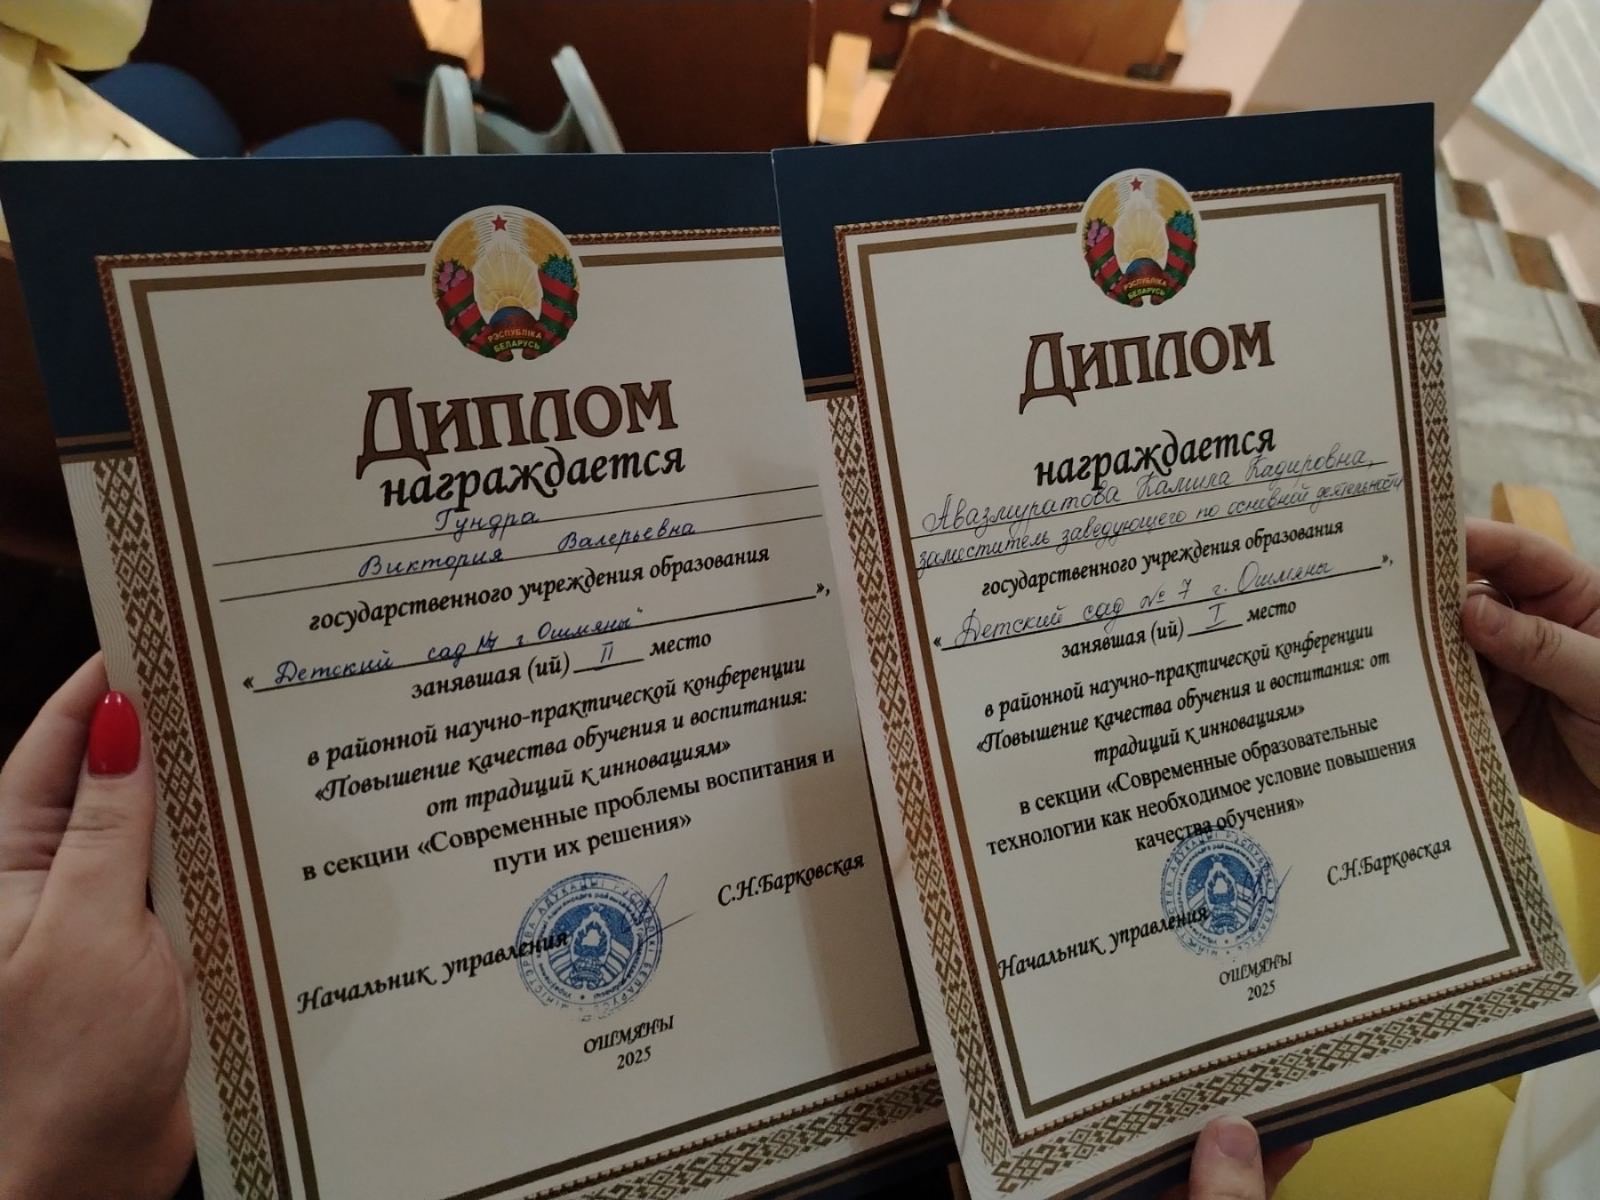 РЭСПУБЛІКА
БЕЛАРУСЬ
Диплом
награждается
Гундра
Виктория Валерьевна
государственного учреждения образования
« Детский сад №7 г. Ошмяны" »,
занявшая (ий) II место
в районной научно-практической конференции
«Повышение качества обучения и воспитания:
от традиций к инновациям»
в секции «Современные проблемы воспитания и
пути их решения»
Начальник управления С.Н.Барковская
ОШМЯНЫ
2025
РЭСПУБЛІКА
БЕЛАРУСЬ
Диплом
награждается
Авазмуратова Камила Кадировна,
заместитель заведующего по основной деятельности
государственного учреждения образования
« Детский сад № 7 г. Ошмяны »,
занявшая (ий) I место
в районной научно-практической конференции
«Повышение качества обучения и воспитания: от
традиций к инновациям»
в секции «Современные образовательные
технологии как необходимое условие повышения
качества обучения»
Начальник управления С.Н.Барковская
ОШМЯНЫ
2025